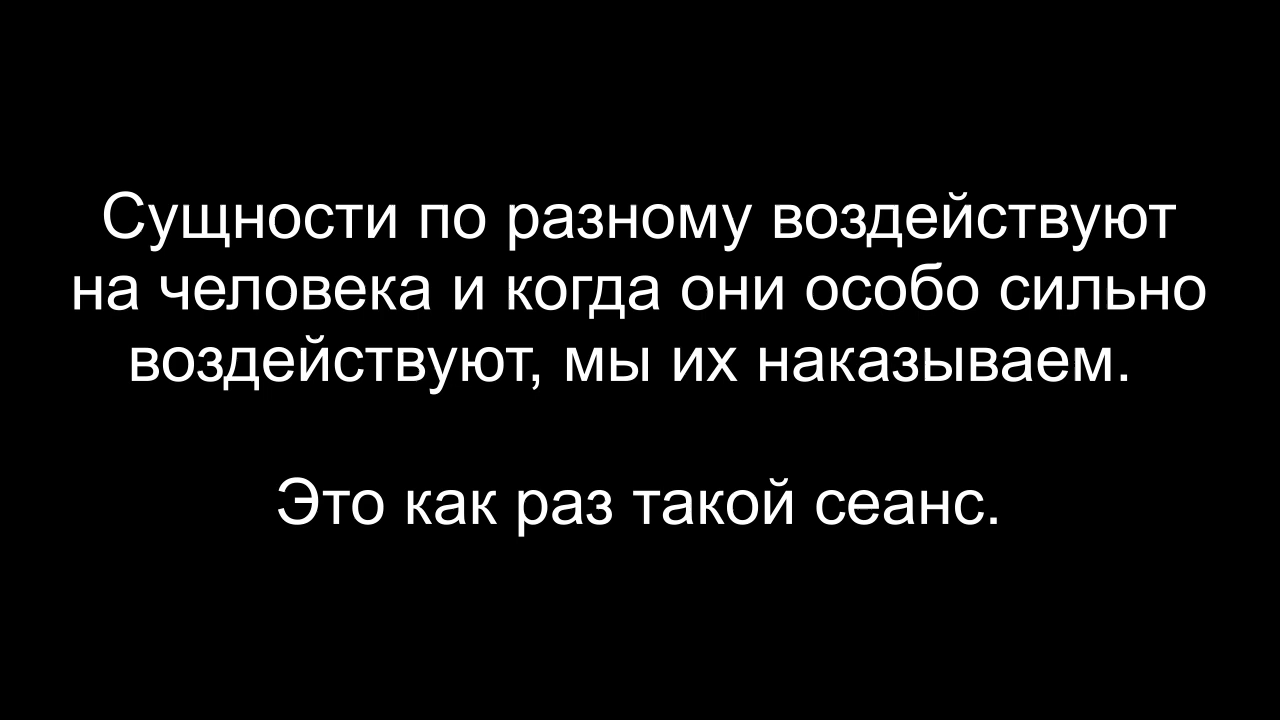 Сущности по разному воздействуют
на человека и когда они особо сильно
воздействуют, мы их наказываем.
Это как раз такой сеанс.